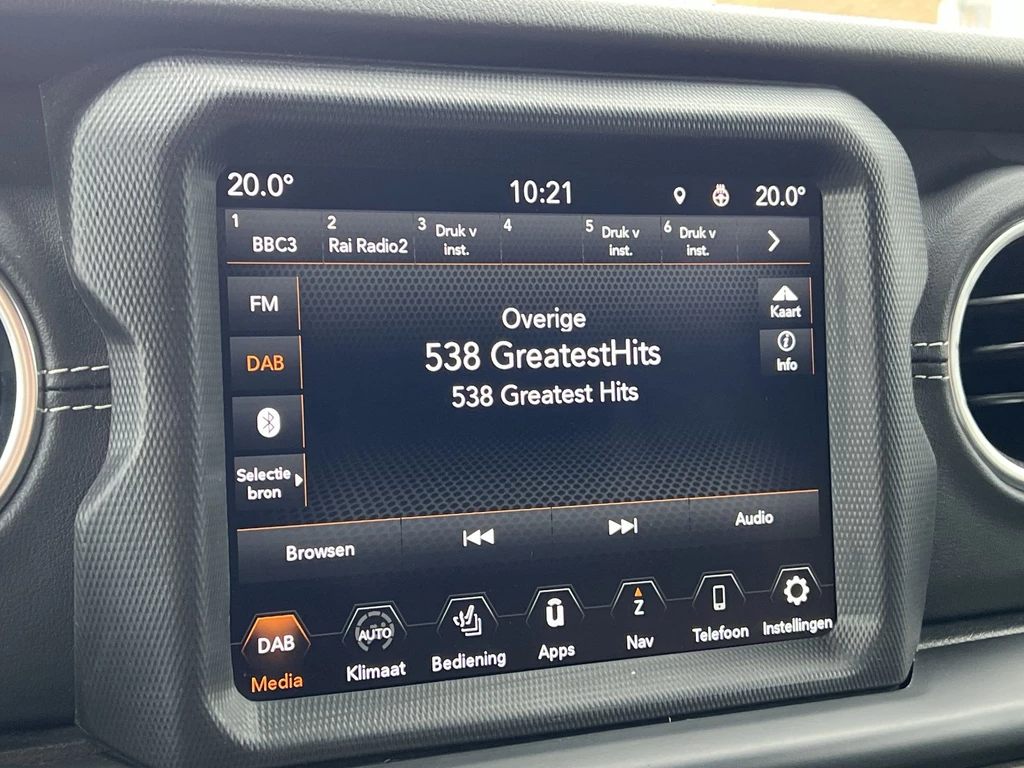 20.0°
10:21
20.0°
1
BBC3
2
Rai Radio2
3
Druk v
inst.
4
5
Druk v
inst.
6
Druk v
inst.
FM
DAB
Selectie
bron
Overige
538 GreatestHits
538 Greatest Hits
Kaart
i
Info
Browsen
Audio
DAB
Media
AUTO
Klimaat
Bediening
Apps
Z
Nav
Telefoon
Instellingen